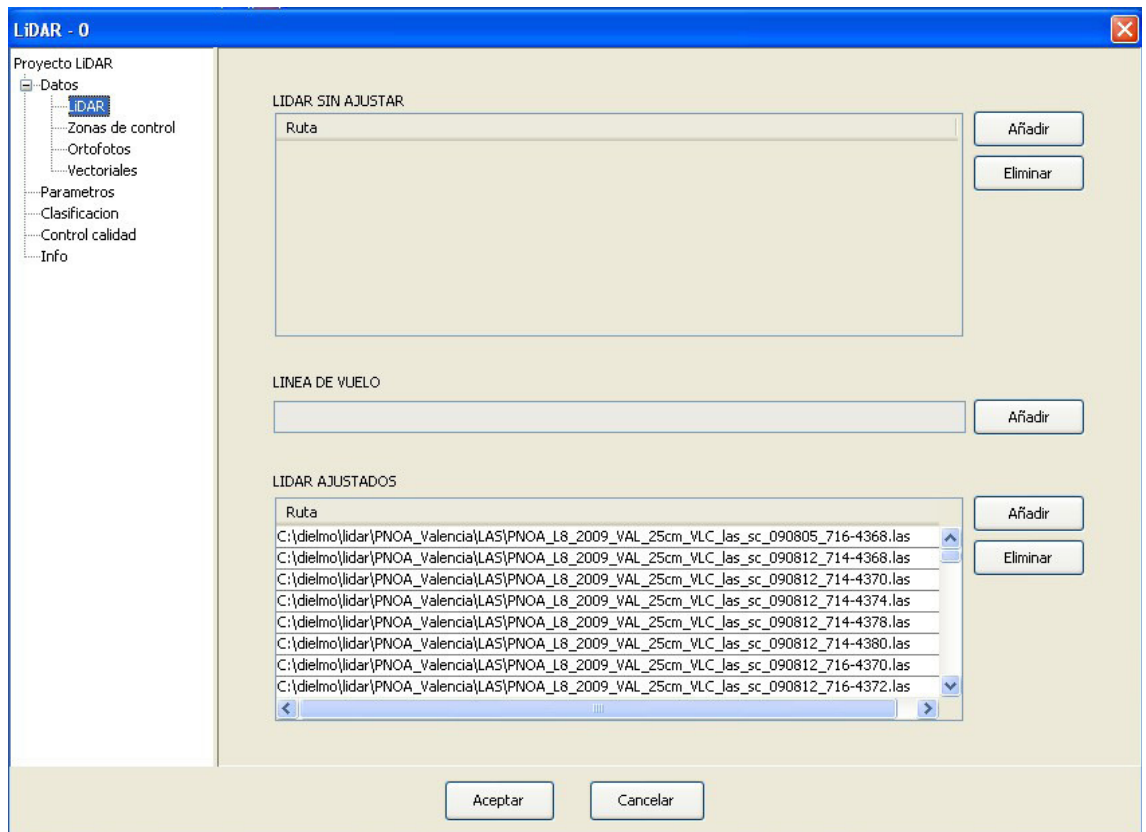 LiDAR - 0
Proyecto LiDAR
Datos
LiDAR
Zonas de control
Ortofotos
Vectoriales
Parametros
Clasificacion
Control calidad
Info
LIDAR SIN AJUSTAR
Ruta
Añadir
Eliminar
LINEA DE VUELO
Añadir
LIDAR AJUSTADOS
Ruta
Añadir
Eliminar
C:\dielmo\lidar\PNOA_Valencia\LAS\PNOA_L8_2009_VAL_25cm_VLC_las_sc_090805_716-4368.las
C:\dielmo\lidar\PNOA_Valencia\LAS\PNOA_L8_2009_VAL_25cm_VLC_las_sc_090812_714-4368.las
C:\dielmo\lidar\PNOA_Valencia\LAS\PNOA_L8_2009_VAL_25cm_VLC_las_sc_090812_714-4370.las
C:\dielmo\lidar\PNOA_Valencia\LAS\PNOA_L8_2009_VAL_25cm_VLC_las_sc_090812_714-4374.las
C:\dielmo\lidar\PNOA_Valencia\LAS\PNOA_L8_2009_VAL_25cm_VLC_las_sc_090812_714-4378.las
C:\dielmo\lidar\PNOA_Valencia\LAS\PNOA_L8_2009_VAL_25cm_VLC_las_sc_090812_714-4380.las
C:\dielmo\lidar\PNOA_Valencia\LAS\PNOA_L8_2009_VAL_25cm_VLC_las_sc_090812_716-4370.las
C:\dielmo\lidar\PNOA_Valencia\LAS\PNOA_L8_2009_VAL_25cm_VLC_las_sc_090812_716-4372.las
Aceptar
Cancelar